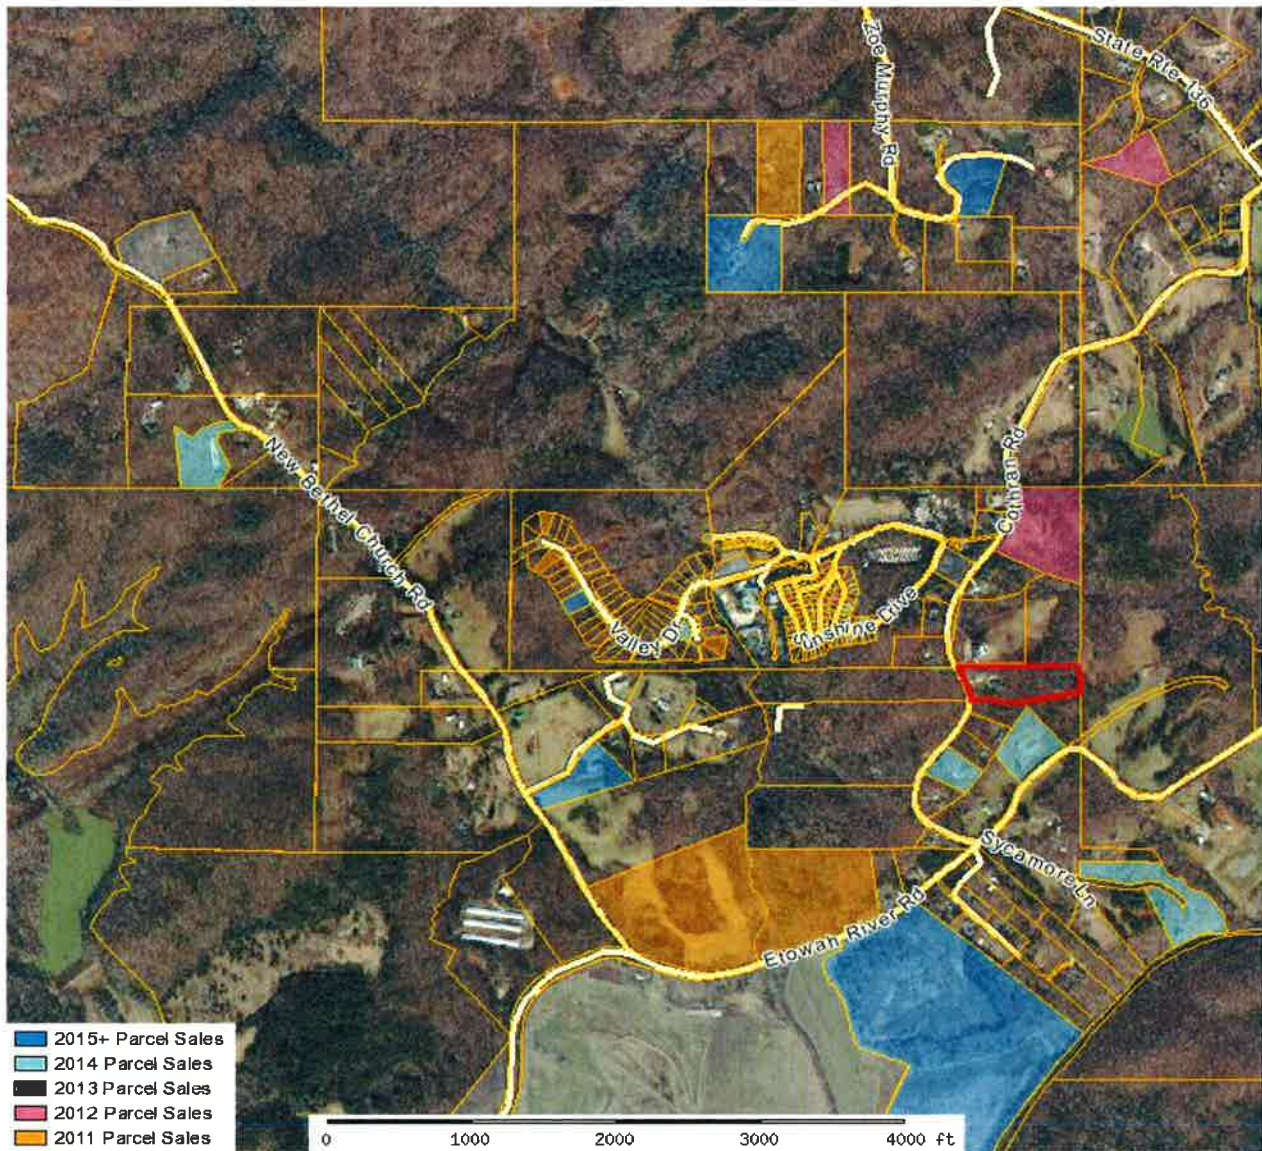 Zoe Murphy Rd
State Rte 136
Cothran Rd
New Bethel Church Rd
Valley Dr
Sunshine Drive
Sycamore Ln
Etowah River Rd
2015+ Parcel Sales
2014 Parcel Sales
2013 Parcel Sales
2012 Parcel Sales
2011 Parcel Sales
0 1000 2000 3000 4000 ft